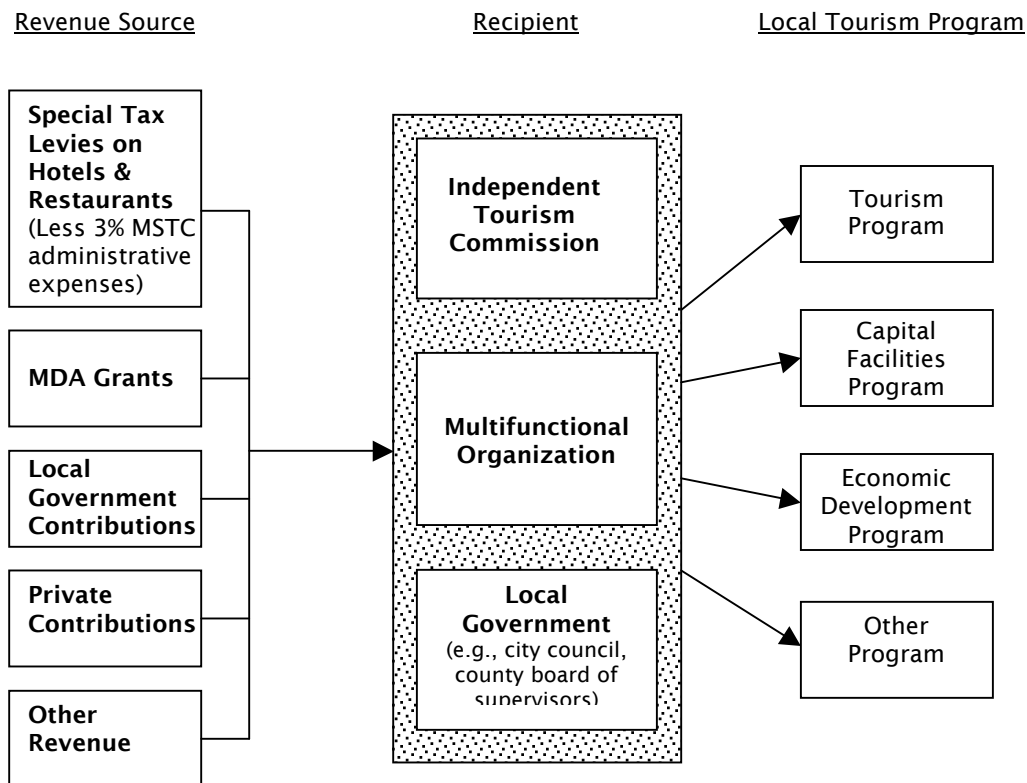 Revenue Source
Recipient
Local Tourism Program
Special Tax
Levies on
Hotels &
Restaurants
(Less 3% MSTC
administrative
expenses)
MDA Grants
Local
Government
Contributions
Private
Contributions
Other
Revenue
Independent
Tourism
Commission
Multifunctional
Organization
Local
Government
(e.g., city council,
county board of
supervisors)
Tourism
Program
Capital
Facilities
Program
Economic
Development
Program
Other
Program